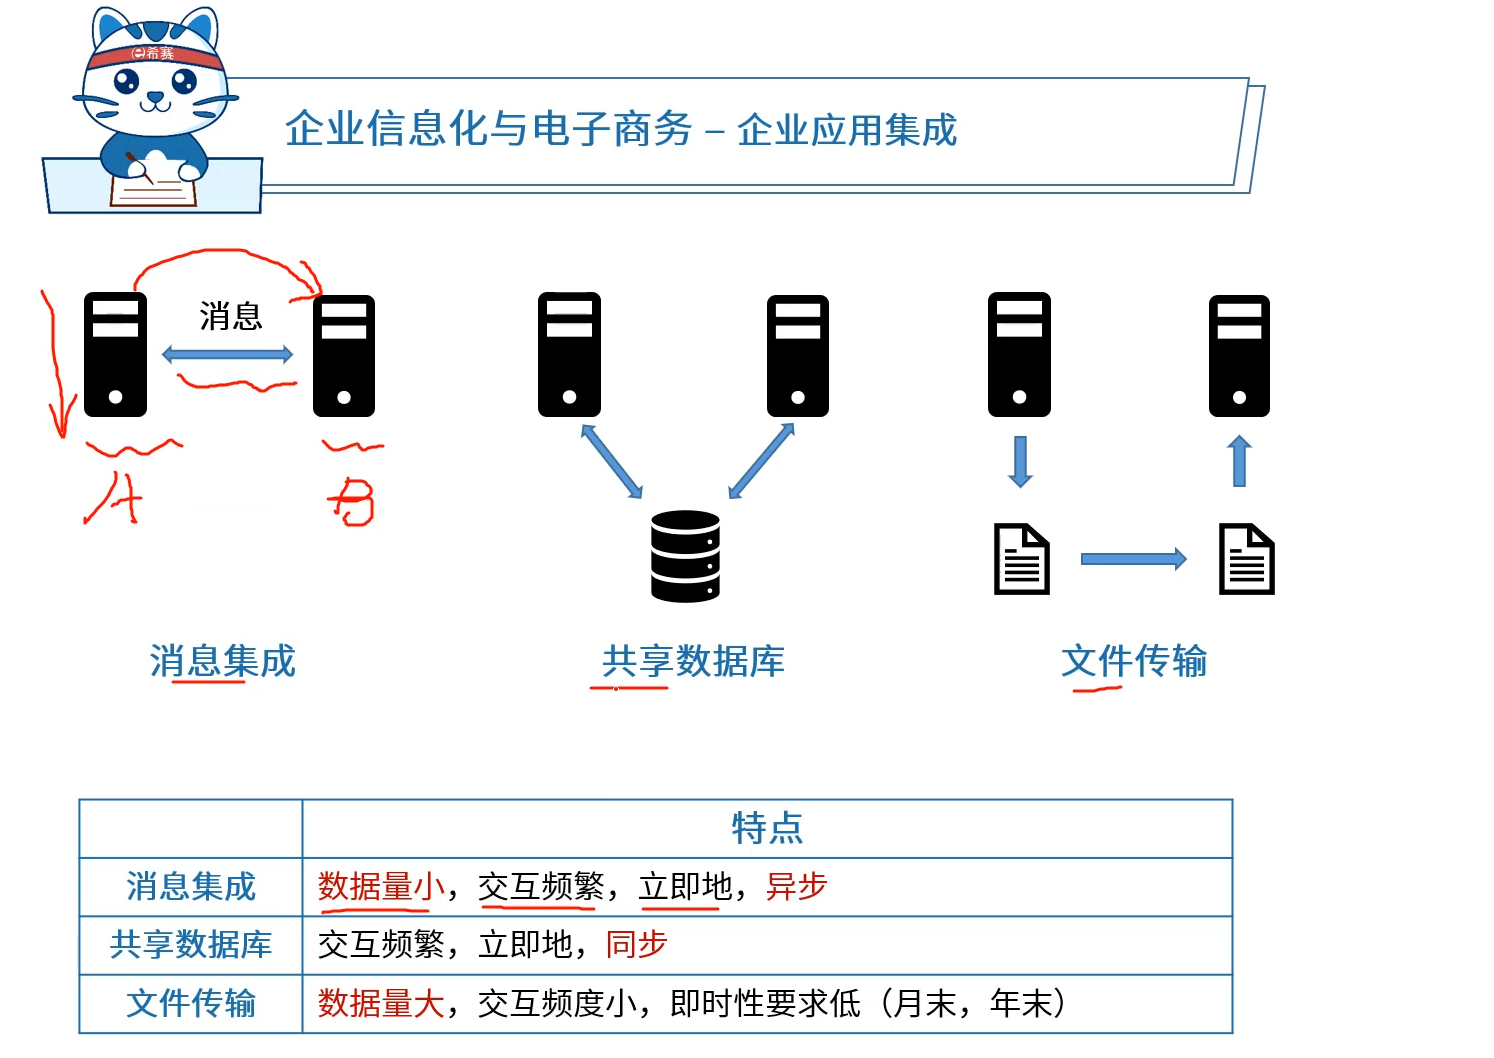 e希赛
企业信息化与电子商务 – 企业应用集成
消息
A
B
消息集成
共享数据库
文件传输
特点
消息集成 数据量小，交互频繁，立即地，异步
共享数据库 交互频繁，立即地，同步
文件传输 数据量大，交互频度小，即时性要求低（月末，年末）